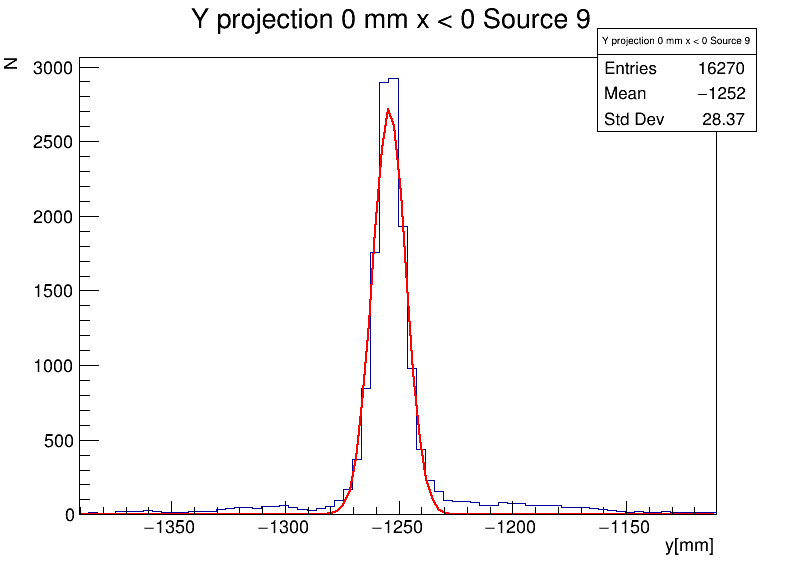 Y projection 0 mm x < 0 Source 9
Y projection 0 mm x < 0 Source 9
Entries 16270
Mean −1252
Std Dev 28.37
N
3000
2500
2000
1500
1000
500
0
−1350 −1300 −1250 −1200 −1150
y[mm]